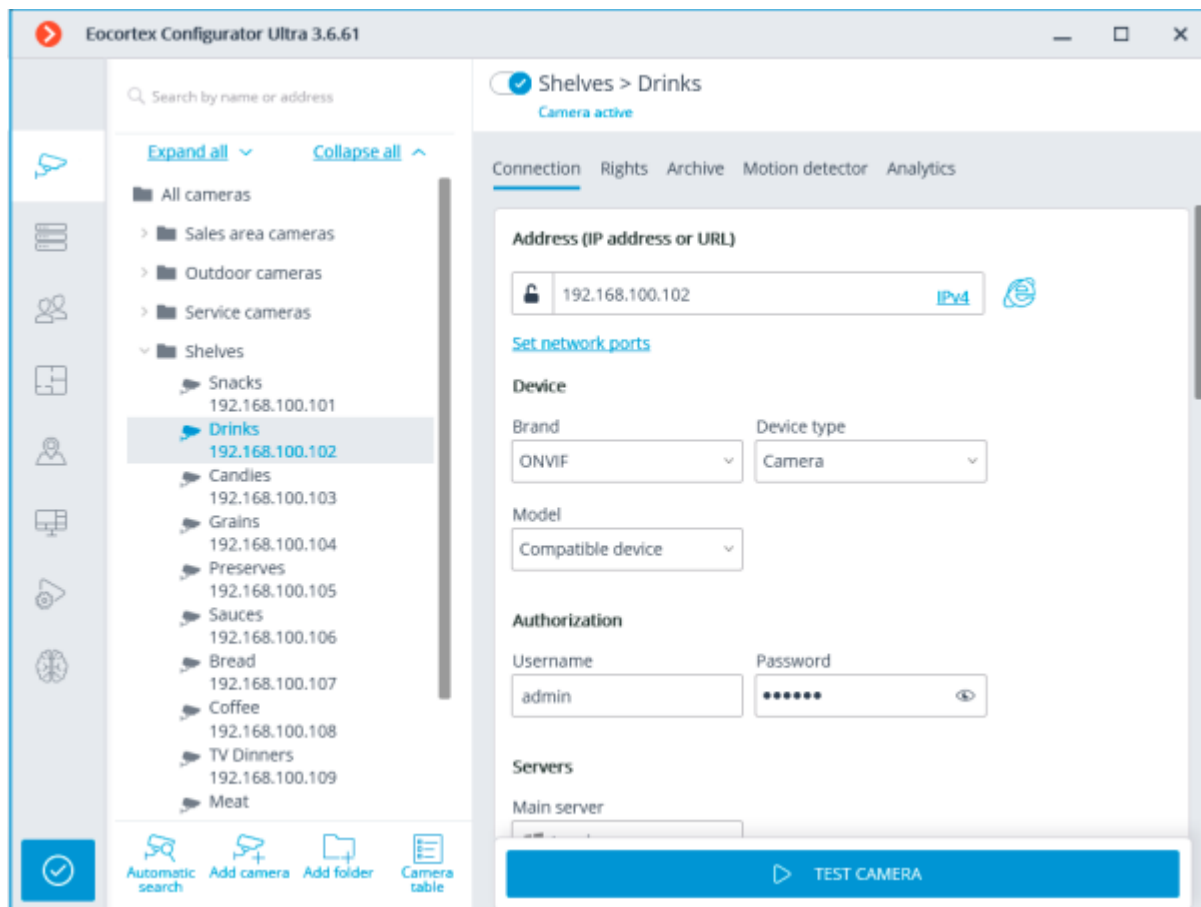 Eocortex Configurator Ultra 3.6.61
Search by name or address
Expand all
Collapse all
All cameras
Sales area cameras
Outdoor cameras
Service cameras
Shelves
Snacks
192.168.100.101
Drinks
192.168.100.102
Candies
192.168.100.103
Grains
192.168.100.104
Preserves
192.168.100.105
Sauces
192.168.100.106
Bread
192.168.100.107
Coffee
192.168.100.108
TV Dinners
192.168.100.109
Meat
Automatic search
Add camera
Add folder
Camera table
Shelves > Drinks
Camera active
Connection Rights Archive Motion detector Analytics
Address (IP address or URL)
192.168.100.102 IPv4
Set network ports
Device
Brand Device type
ONVIF Camera
Model
Compatible device
Authorization
Username Password
admin ••••••
Servers
Main server
TEST CAMERA